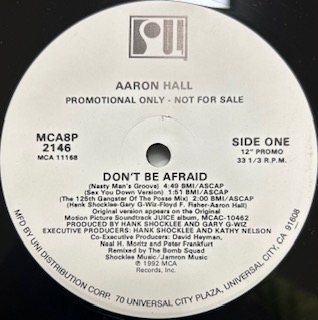 SOUL
AARON HALL
PROMOTIONAL ONLY - NOT FOR SALE
MCA8P
2146
MCA 11168
SIDE ONE
12" PROMO
33 1/3 R.P.M.
DON'T BE AFRAID
(Nasty Man's Groove) 4:49 BMI/ASCAP
(Sex You Down Version) 1:51 BMI/ASCAP
(The 125th Gangster Of The Posse Mix) 2:00 BMI/ASCAP
(Hank Shocklee-Gary G-Wiz-Floyd F. Fisher-Aaron Hall)
Original version appears on the Original
Motion Picture Soundtrack JUICE album, MCAC-10462
PRODUCED BY HANK SHOCKLEE AND GARY G-WIZ
EXECUTIVE PRODUCERS: HANK SHOCKLEE AND KATHY NELSON
Co-Executive Producers: David Heyman,
Neal H. Moritz and Peter Frankfurt
Remixed by The Bomb Squad
Shocklee Music/Jamron Music
℗ 1992 MCA
Records, Inc.
MFD BY UNI DISTRIBUTION CORP. 70 UNIVERSAL CITY PLAZA, UNIVERSAL CITY, CA 91608